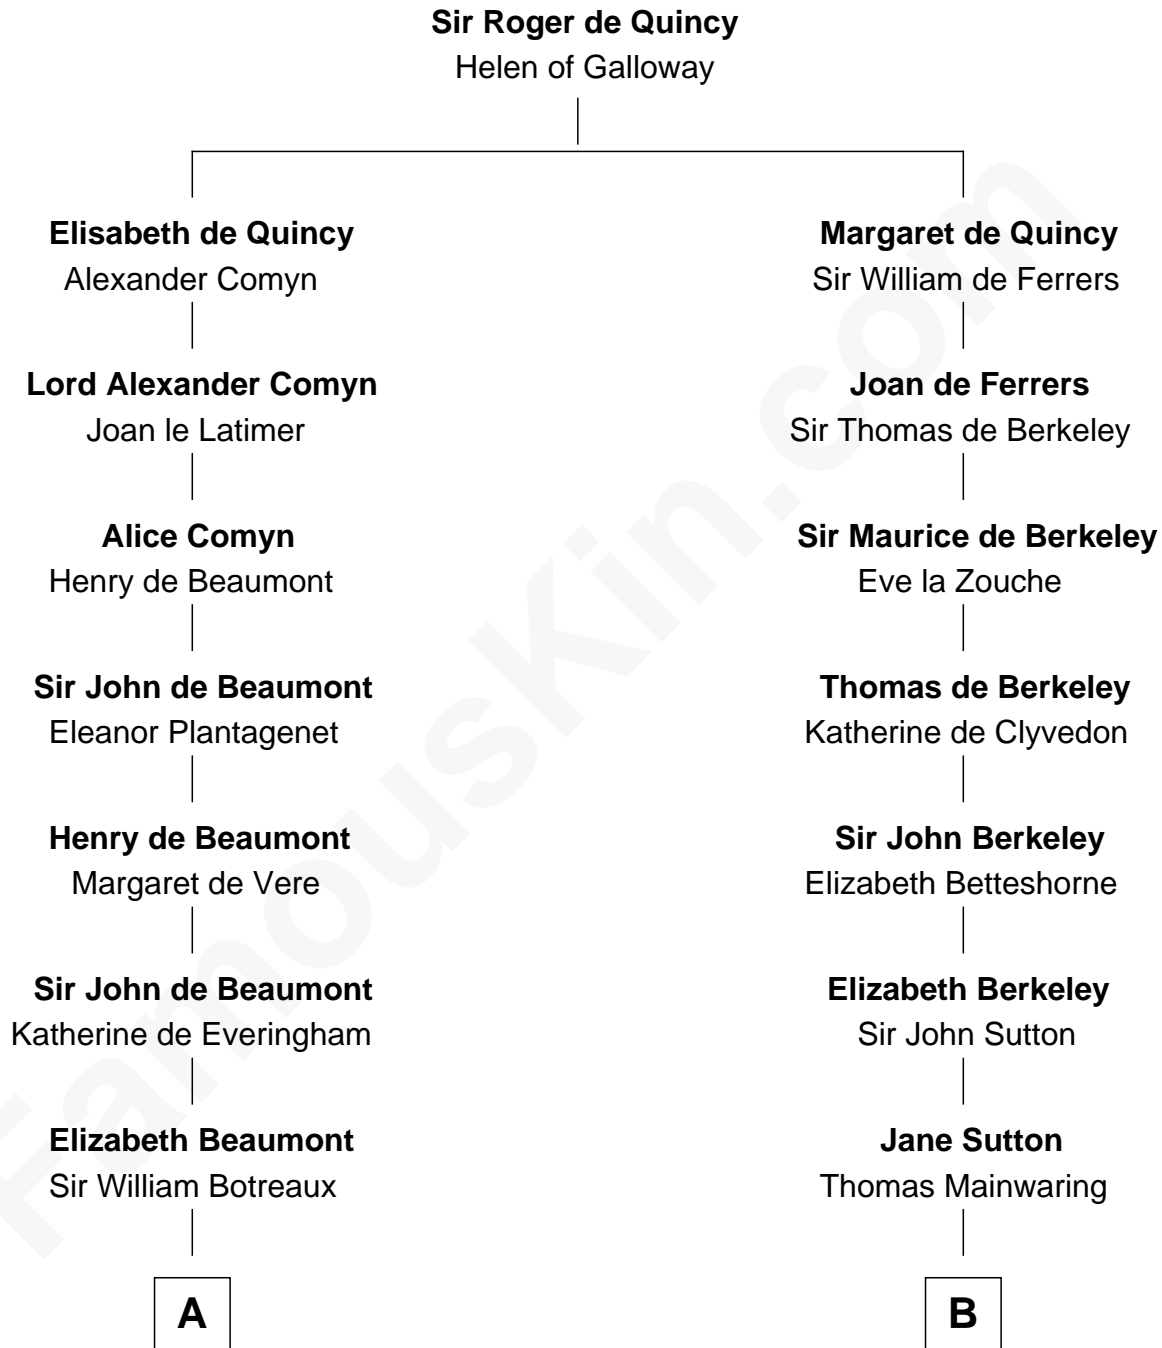 Sir Roger de Quincy
Helen of Galloway
Elisabeth de Quincy
Alexander Comyn
Margaret de Quincy
Sir William de Ferrers
Lord Alexander Comyn
Joan le Latimer
Joan de Ferrers
Sir Thomas de Berkeley
Alice Comyn
Henry de Beaumont
Sir Maurice de Berkeley
Eve la Zouche
Sir John de Beaumont
Eleanor Plantagenet
Thomas de Berkeley
Katherine de Clyvedon
Henry de Beaumont
Margaret de Vere
Sir John Berkeley
Elizabeth Betteshorne
Sir John de Beaumont
Katherine de Everingham
Elizabeth Berkeley
Sir John Sutton
Elizabeth Beaumont
Sir William Botreaux
Jane Sutton
Thomas Mainwaring
A
B
FamousKin.com